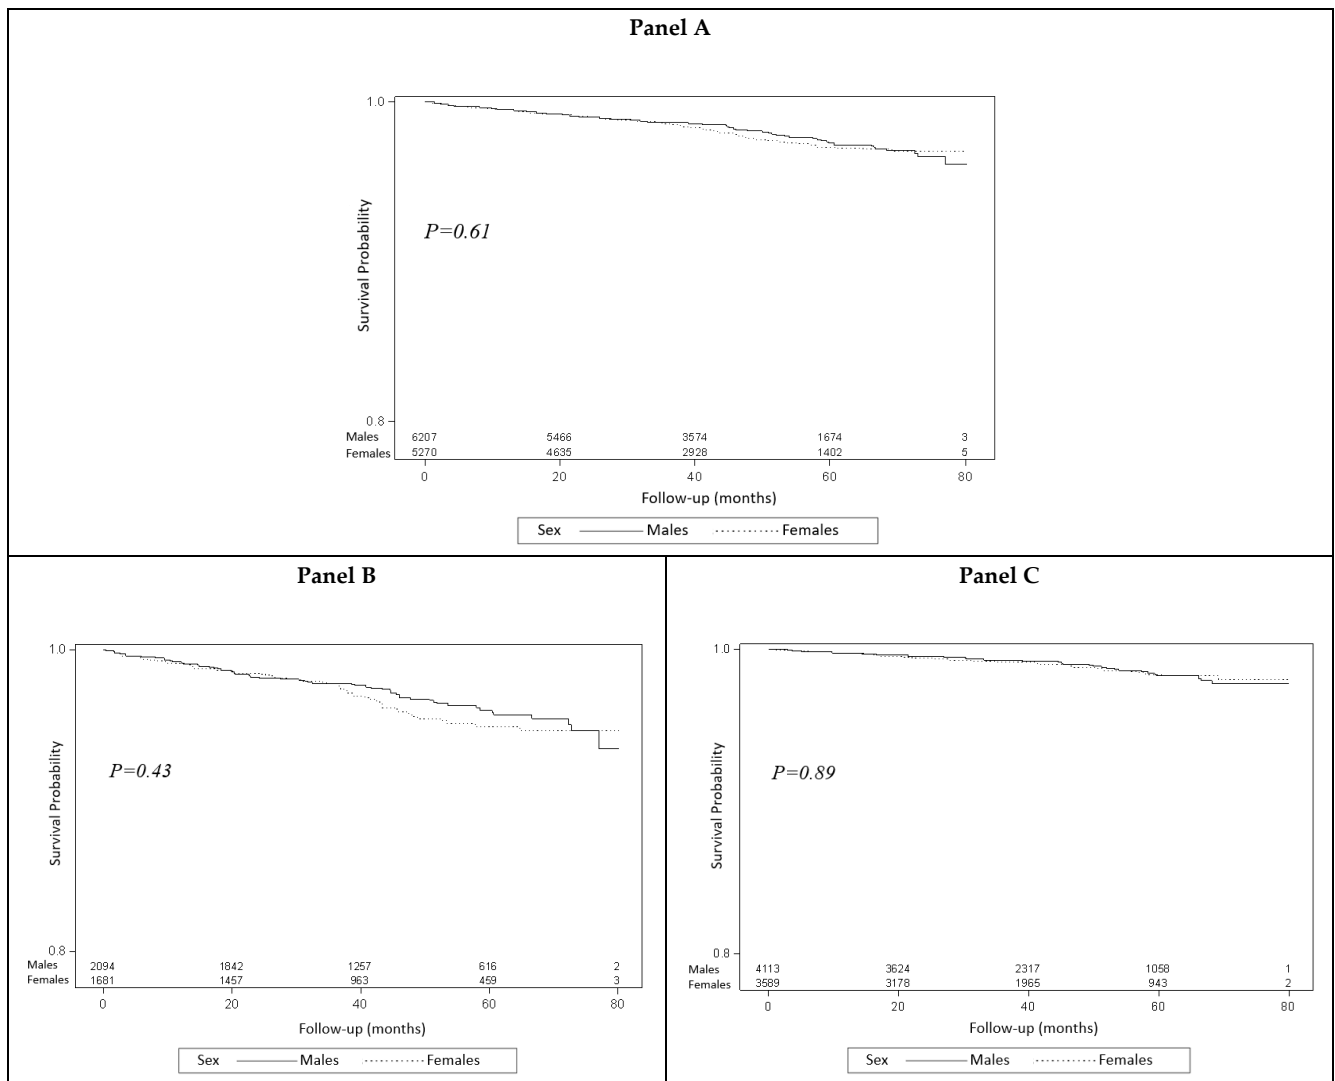 Panel A
1.0
Survival Probability
P=0.61
0.8
Males 6207 5466 3574 1674 3
Females 5270 4635 2928 1402 5
0 20 40 60 80
Follow-up (months)
Sex Males Females
Panel B
1.0
Survival Probability
P=0.43
0.8
Males 2094 1842 1257 616 2
Females 1681 1457 963 459 3
0 20 40 60 80
Follow-up (months)
Sex Males Females
Panel C
1.0
Survival Probability
P=0.89
0.8
Males 4113 3624 2317 1058 1
Females 3589 3178 1965 943 2
0 20 40 60 80
Follow-up (months)
Sex Males Females